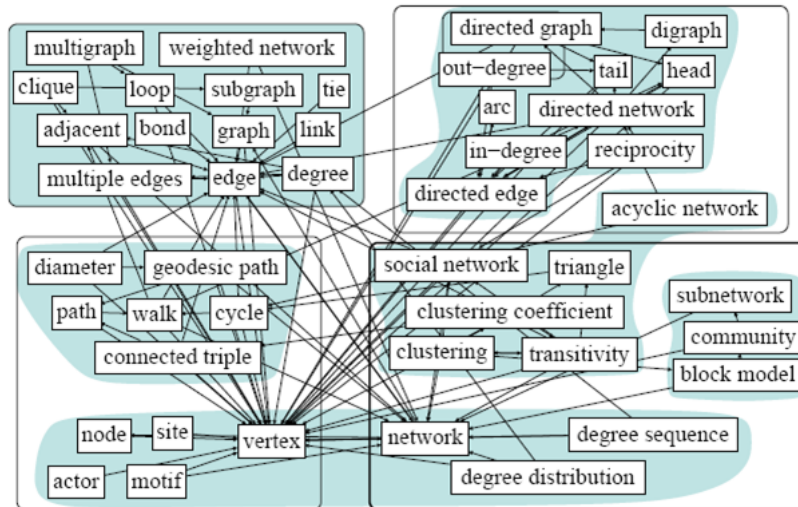 multigraph
weighted network
clique
loop
subgraph
tie
adjacent
bond
graph
link
multiple edges
edge
degree
directed graph
digraph
out-degree
tail
head
arc
directed network
in-degree
reciprocity
directed edge
acyclic network
diameter
geodesic path
path
walk
cycle
connected triple
social network
triangle
clustering coefficient
clustering
transitivity
subnetwork
community
block model
node
site
vertex
network
degree sequence
actor
motif
degree distribution